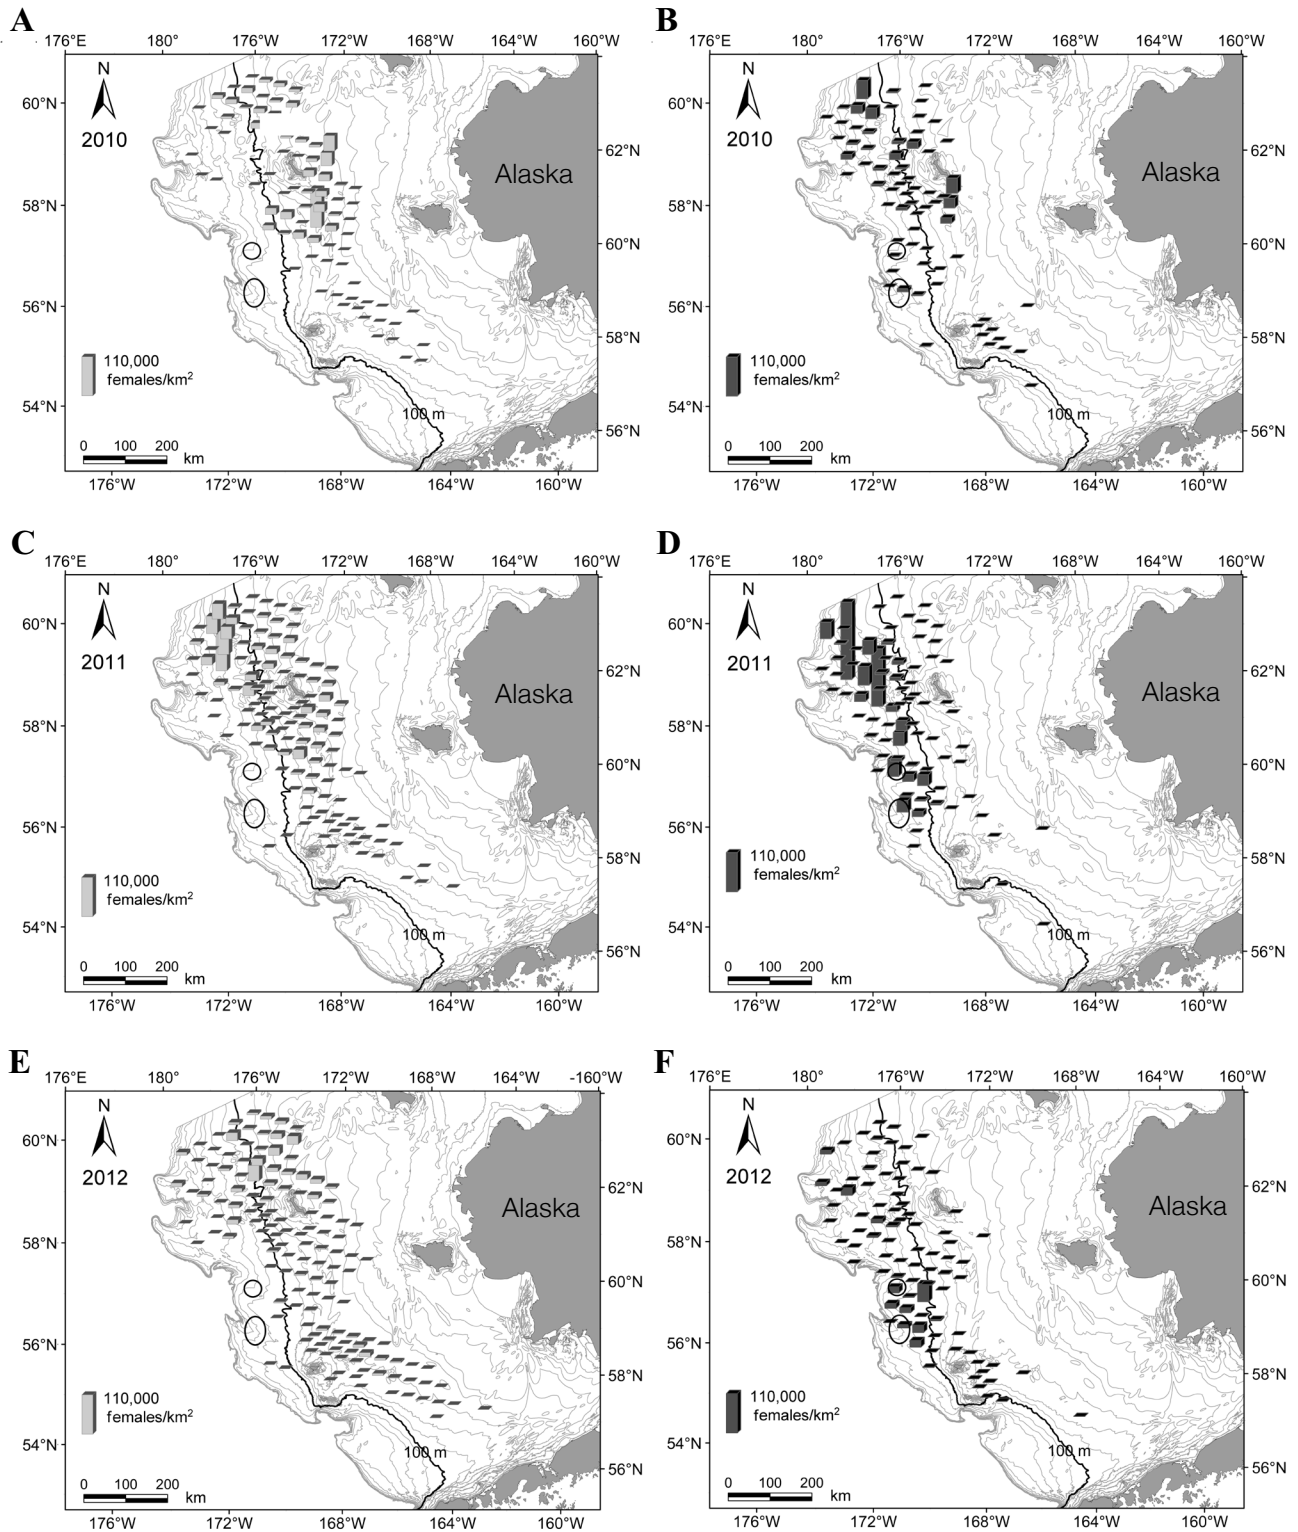 A B
176°E 180° 176°W 172°W 168°W 164°W 160°W 176°E 180° 176°W 172°W 168°W 164°W 160°W
N N
60°N 60°N
2010 62°N 2010 62°N
Alaska Alaska
58°N 58°N
60°N 60°N
56°N 56°N
58°N 58°N
110,000 110,000
females/km² females/km²
54°N 100 m 54°N 100 m
56°N 56°N
0 100 200 km 0 100 200 km
176°W 172°W 168°W 164°W 160°W 176°W 172°W 168°W 164°W 160°W
C D
176°E 180° 176°W 172°W 168°W 164°W 160°W 176°E 180° 176°W 172°W 168°W 164°W 160°W
N N
60°N 60°N
2011 62°N 2011 62°N
Alaska Alaska
58°N 58°N
60°N 60°N
56°N 56°N
58°N 58°N
110,000 110,000
females/km² females/km²
54°N 100 m 54°N 100 m
56°N 56°N
0 100 200 km 0 100 200 km
176°W 172°W 168°W 164°W 160°W 176°W 172°W 168°W 164°W 160°W
E F
176°E 180° 176°W 172°W 168°W 164°W -160°W 176°E 180° 176°W 172°W 168°W 164°W 160°W
N N
60°N 60°N
2012 62°N 2012 62°N
Alaska Alaska
58°N 58°N
60°N 60°N
56°N 56°N
58°N 58°N
110,000 110,000
females/km² females/km²
54°N 100 m 54°N 100 m
56°N 56°N
0 100 200 km 0 100 200 km
176°W 172°W 168°W 164°W 160°W 176°W 172°W 168°W 164°W 160°W